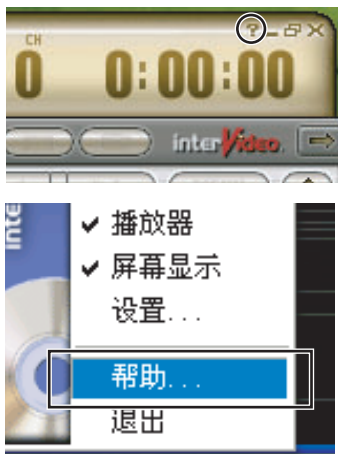 CH
?
0 0:00:00
interVideo.
inte
✔ 播放器
✔ 屏幕显示
设置...
帮助...
退出